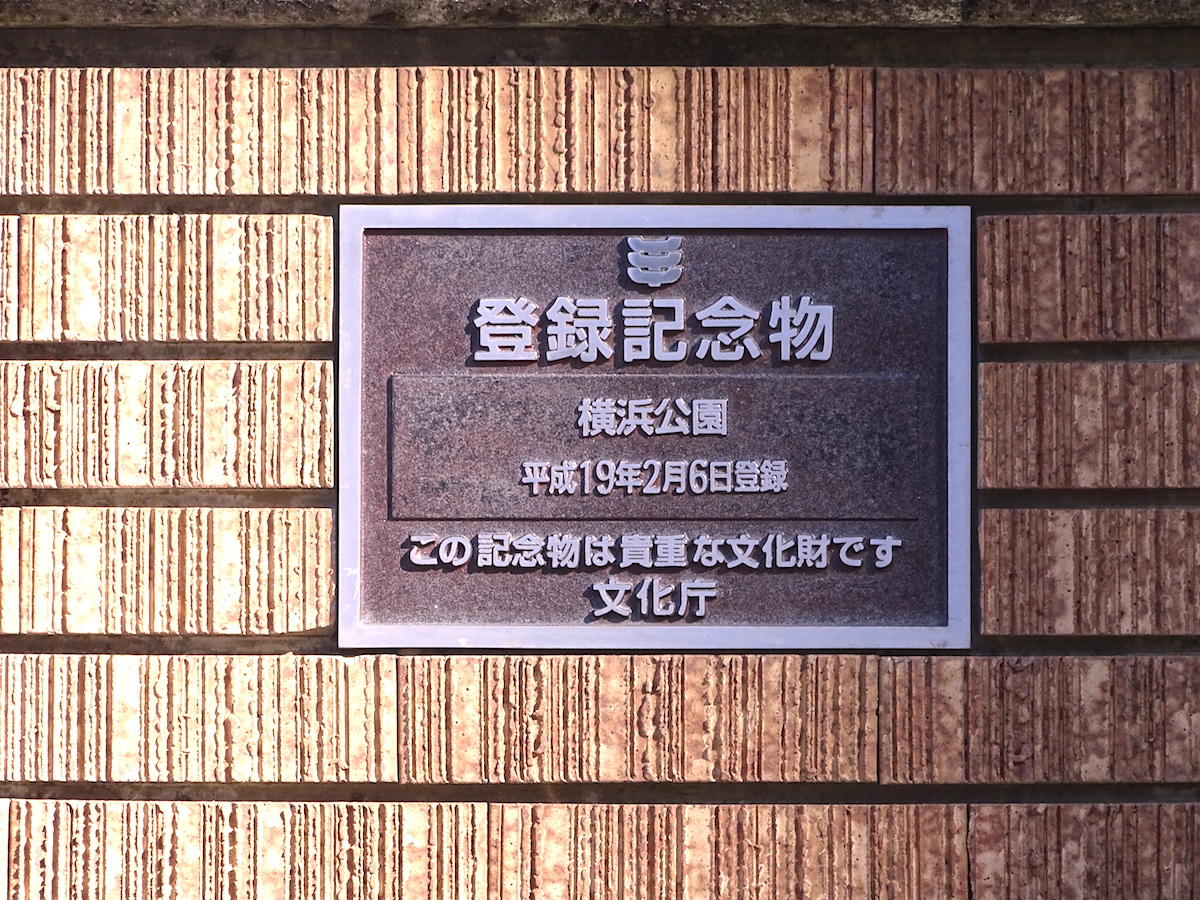 登録記念物
横浜公園
平成19年2月6日登録
この記念物は貴重な文化財です
文化庁